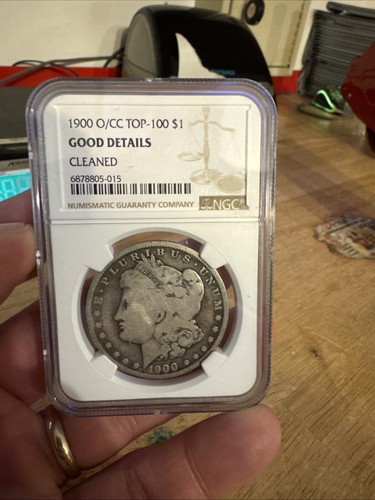 1900 O/CC TOP-100 $1
GOOD DETAILS
CLEANED
6878805-015
NUMISMATIC GUARANTY COMPANY
NGC
E·PLURIBUS·UNUM
1900